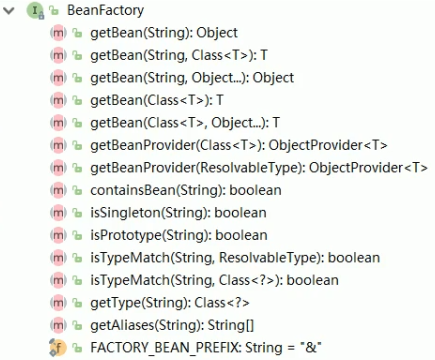 BeanFactory
getBean(String): Object
getBean(String, Class<T>): T
getBean(String, Object...): Object
getBean(Class<T>): T
getBean(Class<T>, Object...): T
getBeanProvider(Class<T>): ObjectProvider<T>
getBeanProvider(ResolvableType): ObjectProvider<T>
containsBean(String): boolean
isSingleton(String): boolean
isPrototype(String): boolean
isTypeMatch(String, ResolvableType): boolean
isTypeMatch(String, Class<?>): boolean
getType(String): Class<?>
getAliases(String): String[]
FACTORY_BEAN_PREFIX: String = "&"